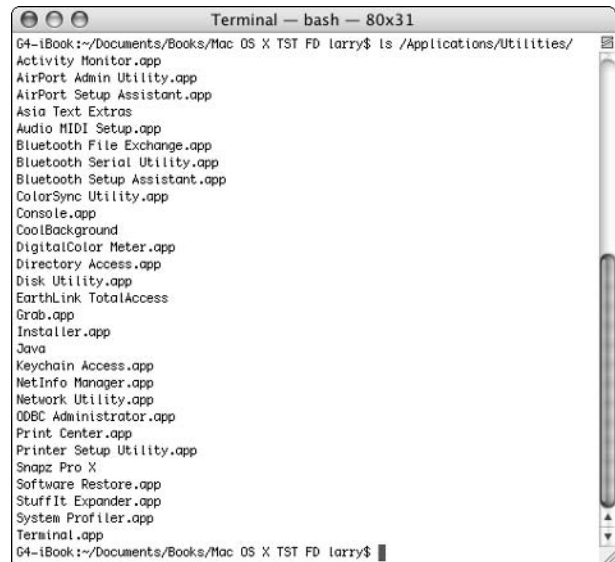 Terminal — bash — 80x31
G4-iBook:~/Documents/Books/Mac OS X TST FD larry$ ls /Applications/Utilities/
Activity Monitor.app
AirPort Admin Utility.app
AirPort Setup Assistant.app
Asia Text Extras
Audio MIDI Setup.app
Bluetooth File Exchange.app
Bluetooth Serial Utility.app
Bluetooth Setup Assistant.app
ColorSync Utility.app
Console.app
CoolBackground
DigitalColor Meter.app
Directory Access.app
Disk Utility.app
EarthLink TotalAccess
Grab.app
Installer.app
Java
Keychain Access.app
NetInfo Manager.app
Network Utility.app
ODBC Administrator.app
Print Center.app
Printer Setup Utility.app
Snapz Pro X
Software Restore.app
StuffIt Expander.app
System Profiler.app
Terminal.app
G4-iBook:~/Documents/Books/Mac OS X TST FD larry$